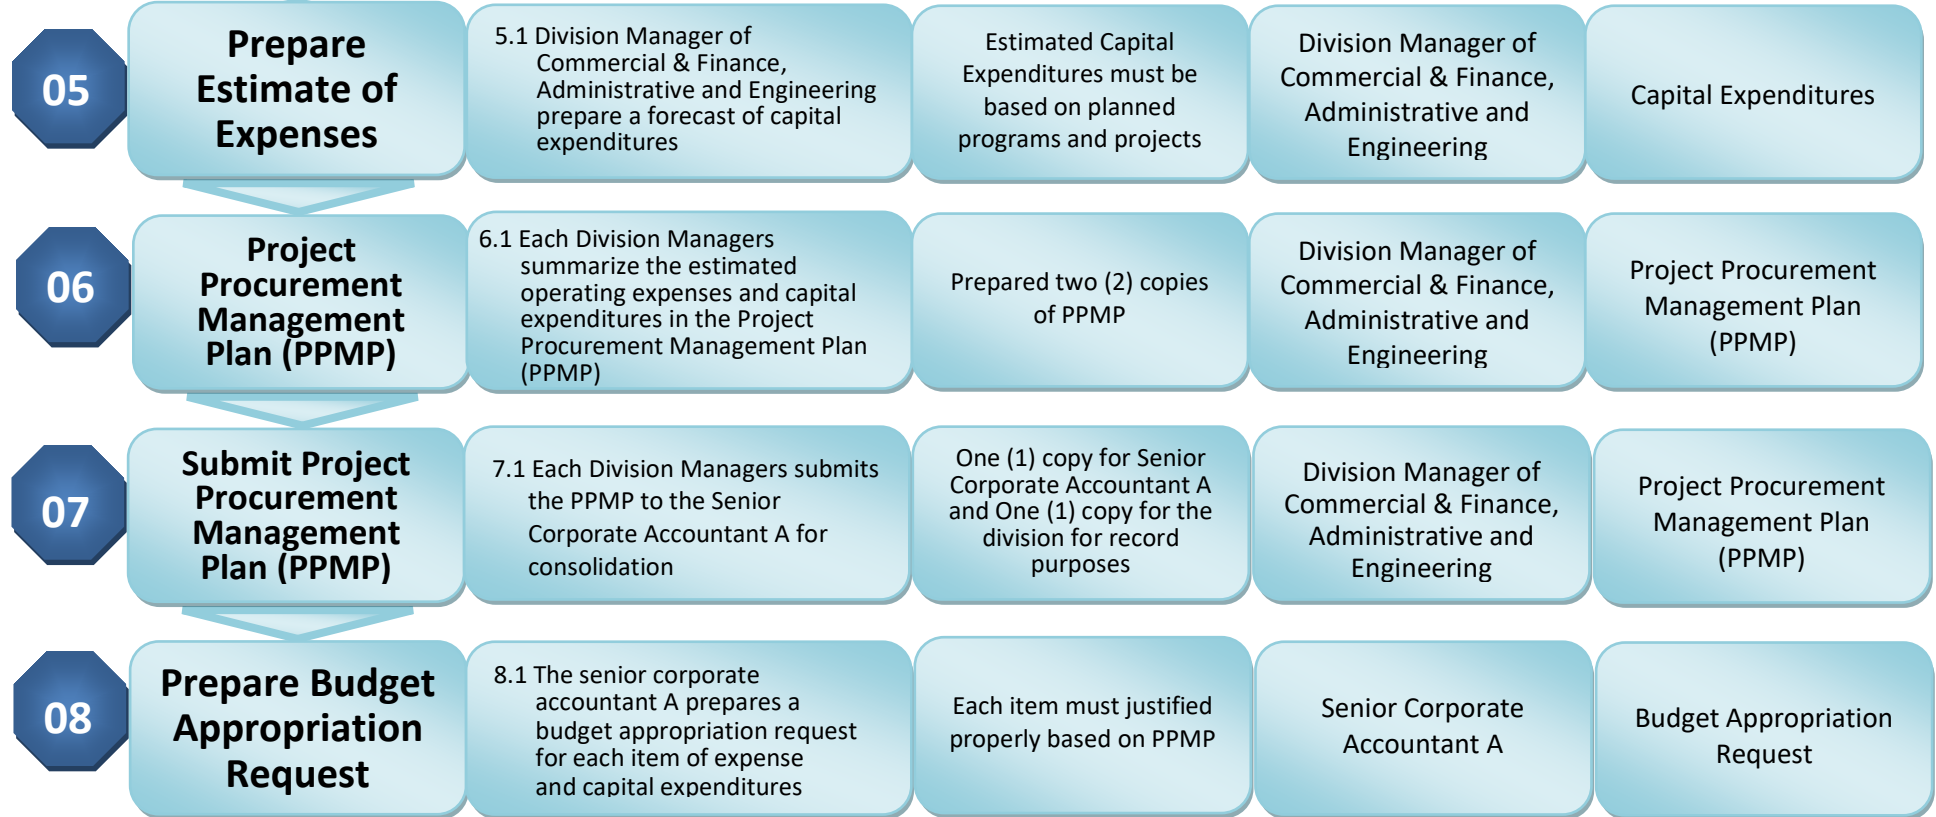 05
Prepare
Estimate of
Expenses
5.1 Division Manager of
Commercial & Finance,
Administrative and Engineering
prepare a forecast of capital
expenditures
Estimated Capital
Expenditures must be
based on planned
programs and projects
Division Manager of
Commercial & Finance,
Administrative and
Engineering
Capital Expenditures
06
Project
Procurement
Management
Plan (PPMP)
6.1 Each Division Managers
summarize the estimated
operating expenses and capital
expenditures in the Project
Procurement Management Plan
(PPMP)
Prepared two (2) copies
of PPMP
Division Manager of
Commercial & Finance,
Administrative and
Engineering
Project Procurement
Management Plan
(PPMP)
07
Submit Project
Procurement
Management
Plan (PPMP)
7.1 Each Division Managers submits
the PPMP to the Senior
Corporate Accountant A for
consolidation
One (1) copy for Senior
Corporate Accountant A
and One (1) copy for the
division for record
purposes
Division Manager of
Commercial & Finance,
Administrative and
Engineering
Project Procurement
Management Plan
(PPMP)
08
Prepare Budget
Appropriation
Request
8.1 The senior corporate
accountant A prepares a
budget appropriation request
for each item of expense
and capital expenditures
Each item must justified
properly based on PPMP
Senior Corporate
Accountant A
Budget Appropriation
Request